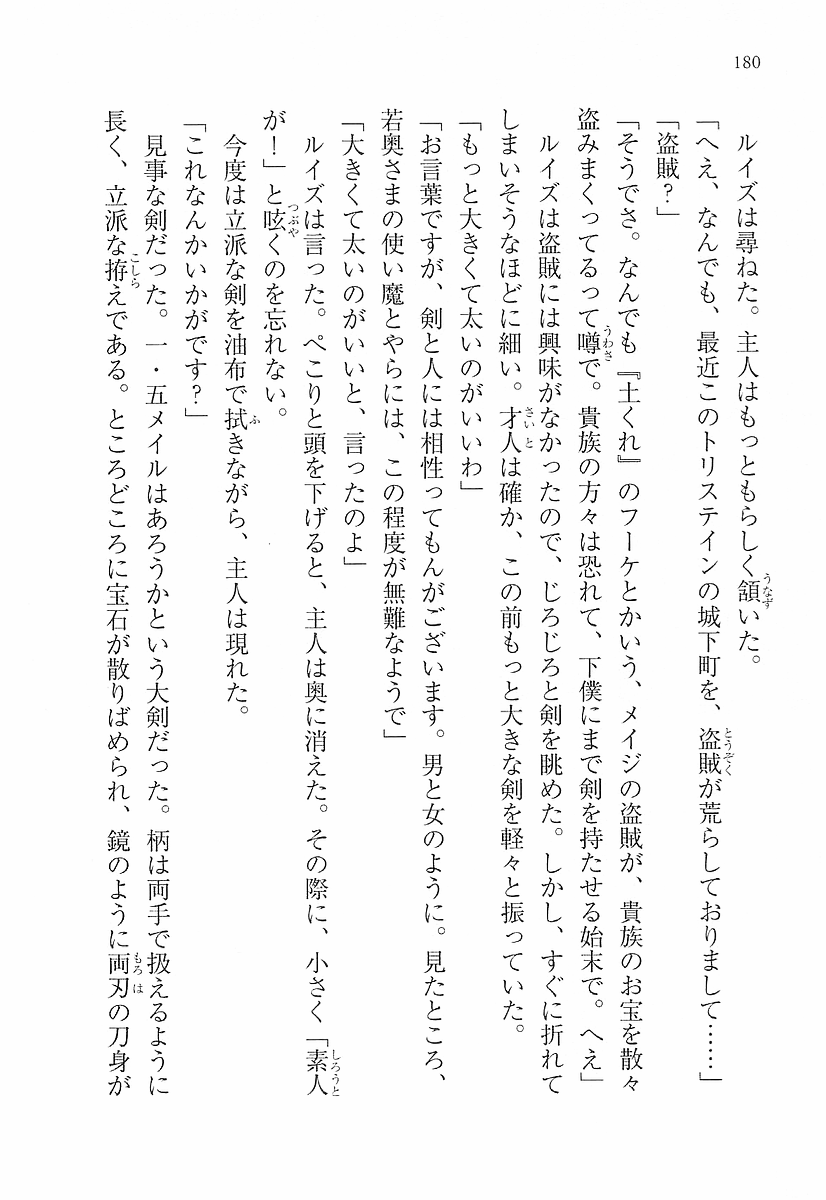 180
ルイズは尋ねた。主人はもっともらしく頷いた。
「へえ、なんでも、最近このトリステインの城下町を、盗賊が荒らしておりまして……」
「盗賊?」
「そうでさ。なんでも『土くれ』のフーケとかいう、メイジの盗賊が、貴族のお宝を散々
盗みまくってるって噂で。貴族の方々は恐れて、下僕にまで剣を持たせる始末で。へえ」
ルイズは盗賊には興味がなかったので、じろじろと剣を眺めた。しかし、すぐに折れて
しまいそうなほどに細い。才人は確か、この前もっと大きな剣を軽々と振っていた。
「もっと大きくて太いのがいいわ」
「お言葉ですが、剣と人には相性ってもんがございます。男と女のように。見たところ、
若奥さまの使い魔とやらには、この程度が無難なようで」
「大きくて太いのがいいと、言ったのよ」
ルイズは言った。ぺこりと頭を下げると、主人は奥に消えた。その際に、小さく「素人
が!」と呟くのを忘れない。
今度は立派な剣を油布で拭きながら、主人は現れた。
「これなんかいかがです?」
見事な剣だった。一・五メイルはあろうかという大剣だった。柄は両手で扱えるように
長く、立派な拵えである。ところどころに宝石が散りばめられ、鏡のように両刃の刀身が